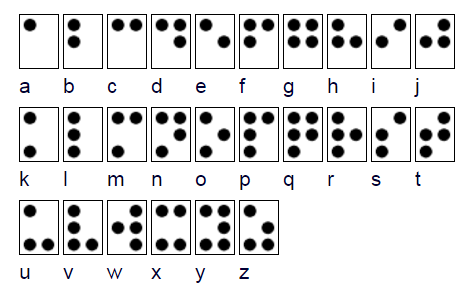 a b c d e f g h i j
k l m n o p q r s t
u v w x y z